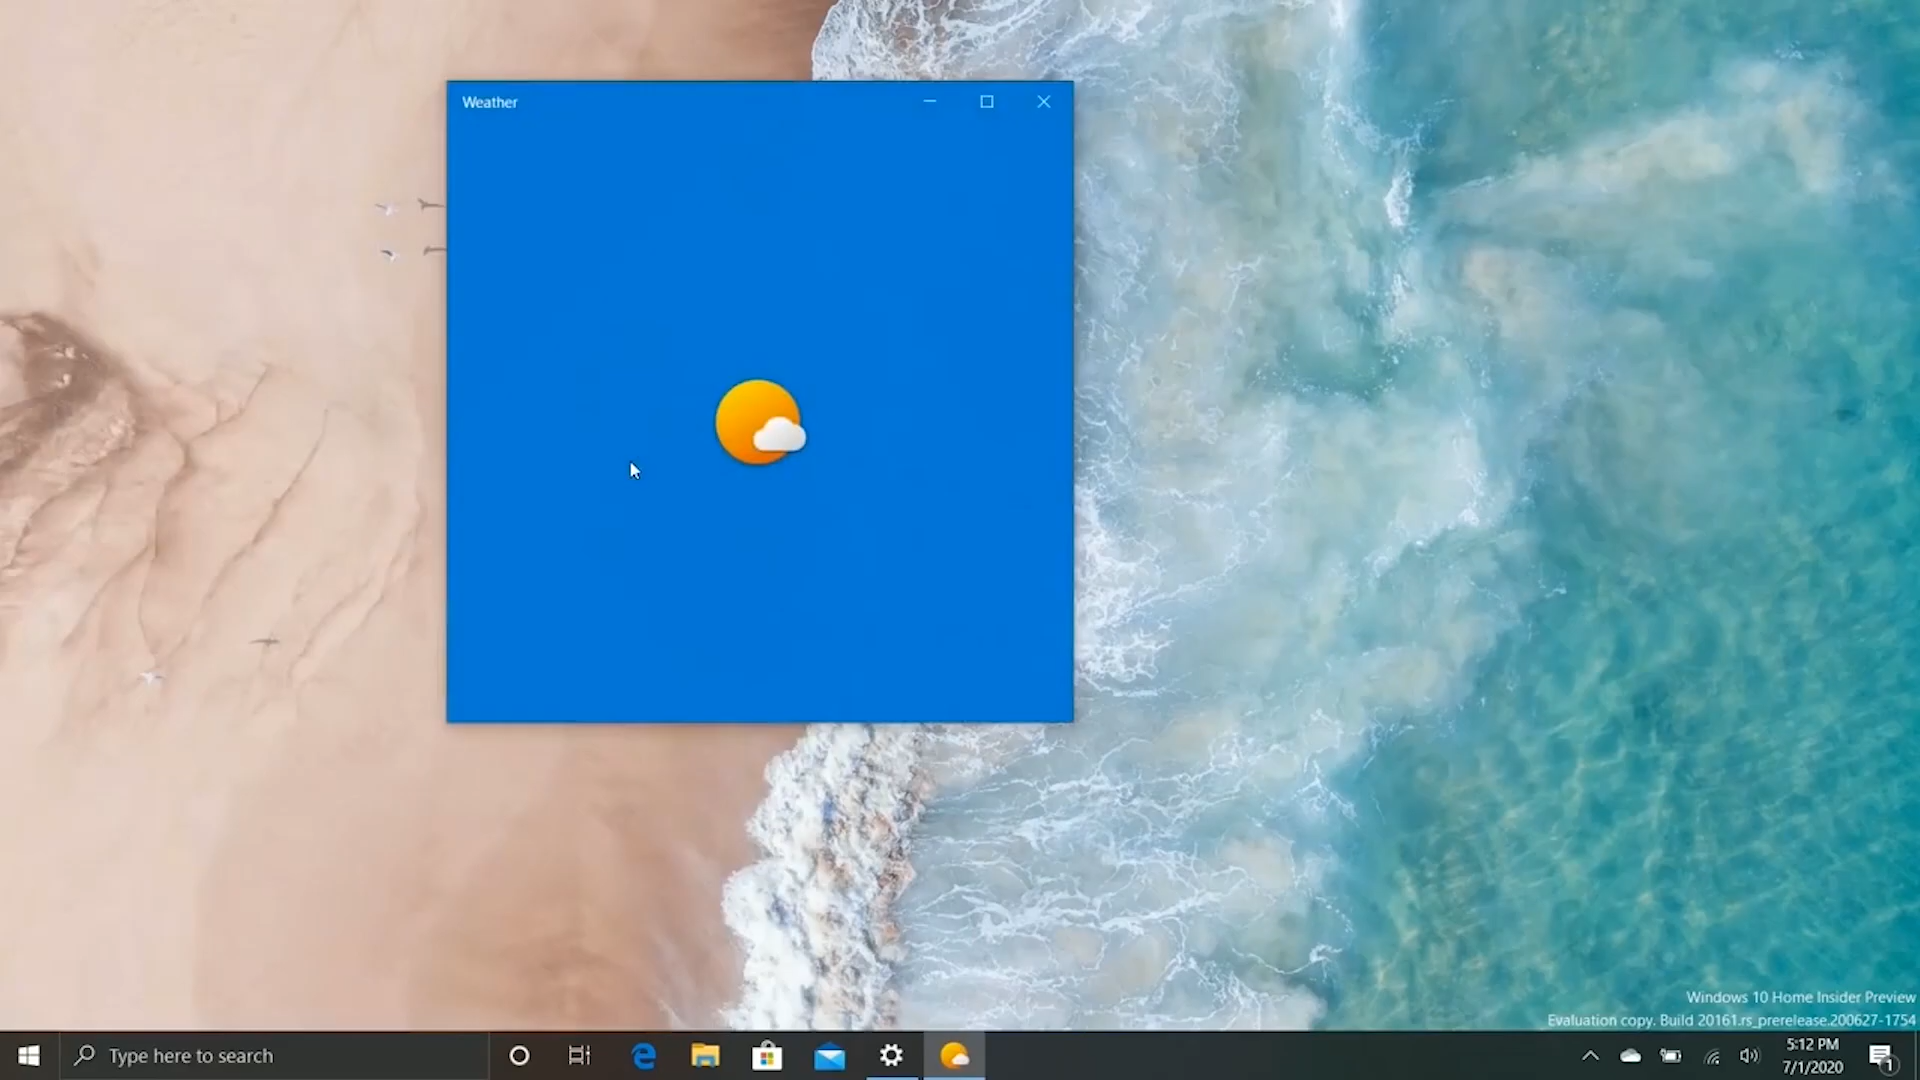 Weather
Windows 10 Home Insider Preview
Evaluation copy. Build 20161.rs_prerelease.200627-1754
Type here to search
5:12 PM
7/1/2020
1